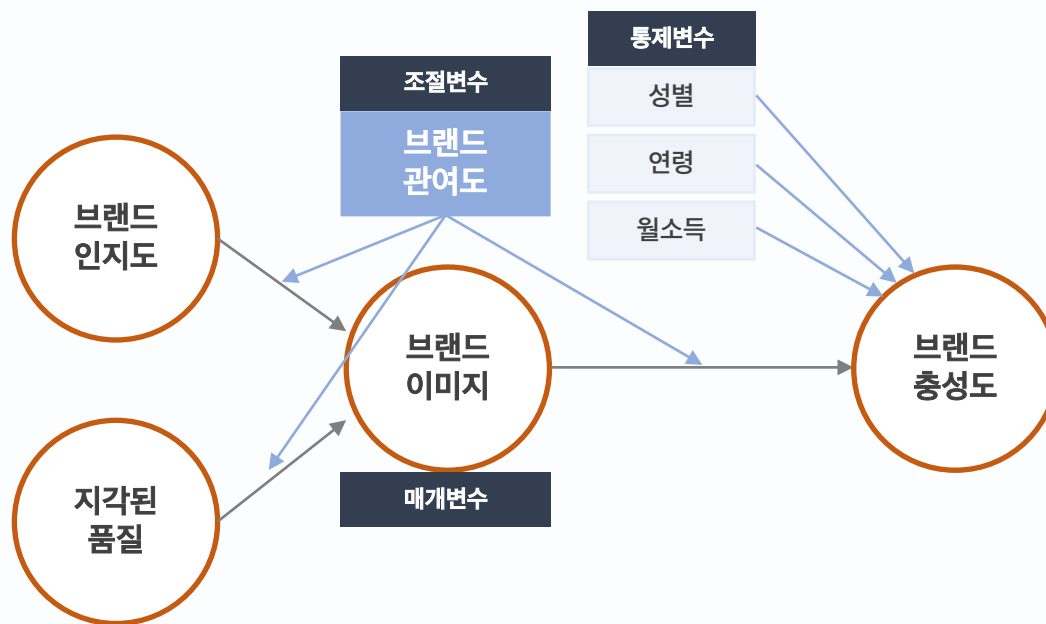 통제변수
성별
연령
월소득
조절변수
브랜드
관여도
브랜드
인지도
브랜드
이미지
브랜드
충성도
지각된
품질
매개변수